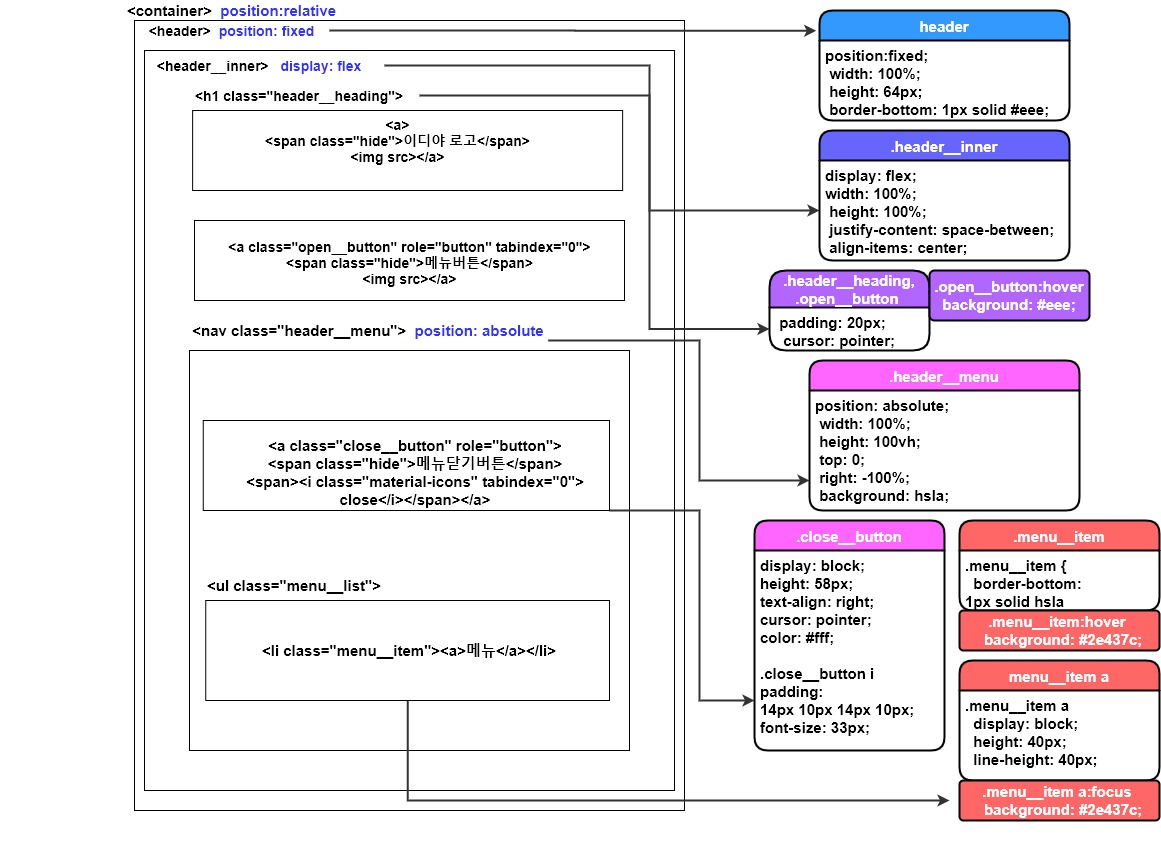 <container> position:relative
<header> position: fixed
<header__inner> display: flex
<h1 class="header__heading">
<a>
<span class="hide">이디야 로고</span>
<img src></a>
<a class="open__button" role="button" tabindex="0">
<span class="hide">메뉴버튼</span>
<img src></a>
<nav class="header__menu"> position: absolute
<a class="close__button" role="button">
<span class="hide">메뉴닫기버튼</span>
<span><i class="material-icons" tabindex="0">
close</i></span></a>
<ul class="menu__list">
<li class="menu__item"><a>메뉴</a></li>
header
position:fixed;
width: 100%;
height: 64px;
border-bottom: 1px solid #eee;
.header__inner
display: flex;
width: 100%;
height: 100%;
justify-content: space-between;
align-items: center;
.header__heading,
.open__button
padding: 20px;
cursor: pointer;
.open__button:hover
background: #eee;
.header__menu
position: absolute;
width: 100%;
height: 100vh;
top: 0;
right: -100%;
background: hsla;
.close__button
display: block;
height: 58px;
text-align: right;
cursor: pointer;
color: #fff;
.close__button i
padding:
14px 10px 14px 10px;
font-size: 33px;
.menu__item
.menu__item {
border-bottom:
1px solid hsla
.menu__item:hover
background: #2e437c;
menu__item a
.menu__item a
display: block;
height: 40px;
line-height: 40px;
.menu__item a:focus
background: #2e437c;